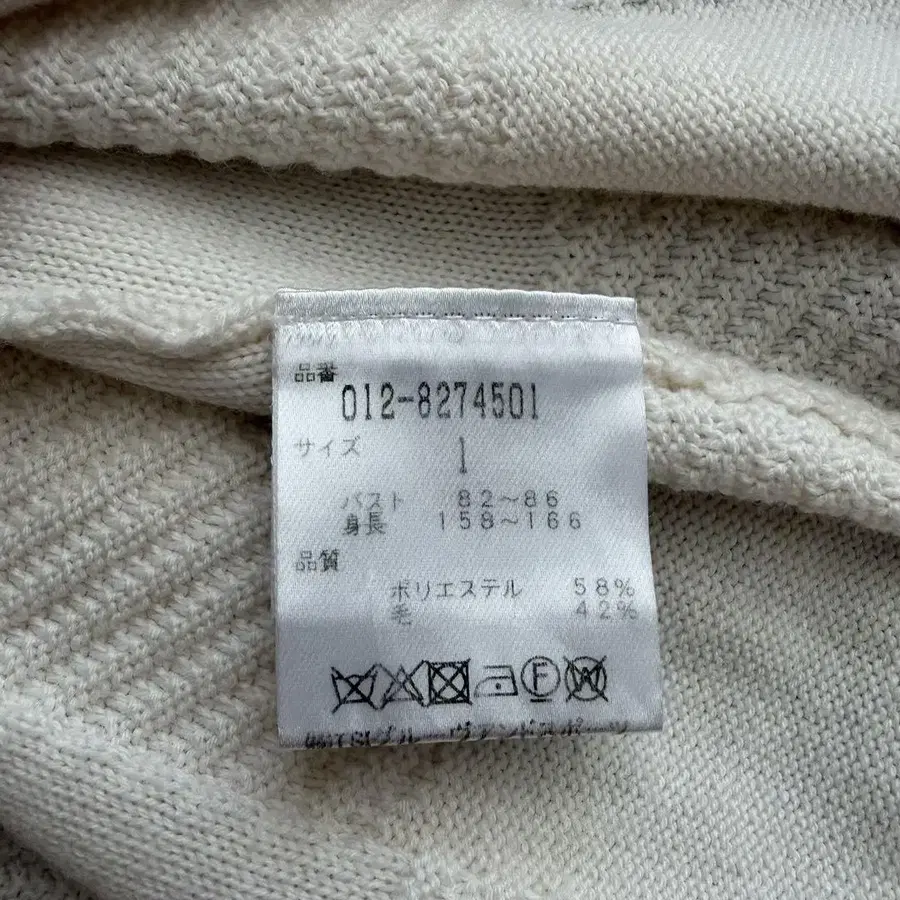 品番
012-8274501
サイズ 1
バスト 82~86
身長 158~166
品質
ポリエステル 58%
毛 42%